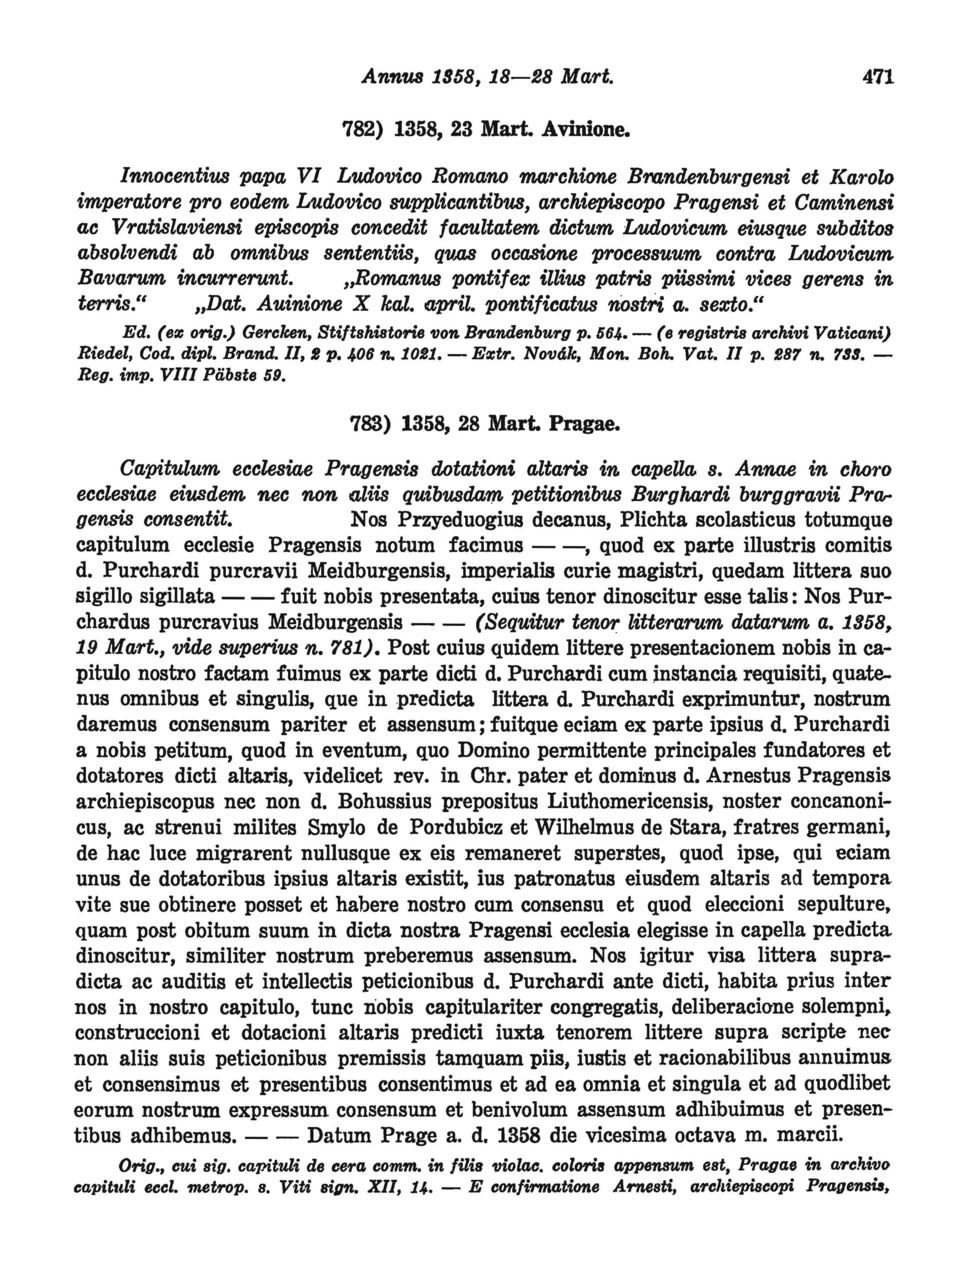 Annus 1358, 18—28 Mart. 471
782) 1358, 23 Mart. Avinione.
Innocentius papa VI Ludovico Romano marchione Brandenburgensi et Karolo
imperatore pro eodem Ludovico supplicantibus, archiepiscopo Pragensi et Caminensi
ac Vratislaviensi episcopis concedit facultatem dictum Ludovicum eiusque subditos
absolvendi ab omnibus sententiis, quas occasione processuum contra Ludovicum
Bavarum incurrerunt. „Romanus pontifex illius patris piissimi vices gerens in
terris.“ „Dat. Auinione X kal. april. pontificatus nostri a. sexto.“
Ed. (ex orig.) Gercken, Stiftshistorie von Brandenburg p. 564. — (e registris archivi Vaticani)
Riedel, Cod. dipl. Brand. II, 2 p. 406 n. 1021. — Extr. Novák, Mon. Boh. Vat. II p. 287 n. 733. —
Reg. imp. VIII Päbste 59.
783) 1358, 28 Mart. Pragae.
Capitulum ecclesiae Pragensis dotationi altaris in capella s. Annae in choro
ecclesiae eiusdem nec non aliis quibusdam petitionibus Burghardi burggravii Pra-
gensis consentit. Nos Przyeduogius decanus, Plichta scolasticus totumque
capitulum ecclesie Pragensis notum facimus — —, quod ex parte illustris comitis
d. Purchardi purcravii Meidburgensis, imperialis curie magistri, quedam littera suo
sigillo sigillata — — fuit nobis presentata, cuius tenor dinoscitur esse talis: Nos Pur-
chardus purcravius Meidburgensis — — (Sequitur tenor litterarum datarum a. 1358,
19 Mart., vide superius n. 781). Post cuius quidem littere presentacionem nobis in ca-
pitulo nostro factam fuimus ex parte dicti d. Purchardi cum instancia requisiti, quate-
nus omnibus et singulis, que in predicta littera d. Purchardi exprimuntur, nostrum
daremus consensum pariter et assensum; fuitque eciam ex parte ipsius d. Purchardi
a nobis petitum, quod in eventum, quo Domino permittente principales fundatores et
dotatores dicti altaris, videlicet rev. in Chr. pater et dominus d. Arnestus Pragensis
archiepiscopus nec non d. Bohussius prepositus Liuthomericensis, noster concanoni-
cus, ac strenui milites Smylo de Pordubicz et Wilhelmus de Stara, fratres germani,
de hac luce migrarent nullusque ex eis remaneret superstes, quod ipse, qui eciam
unus de dotatoribus ipsius altaris existit, ius patronatus eiusdem altaris ad tempora
vite sue obtinere posset et habere nostro cum consensu et quod eleccioni sepulture,
quam post obitum suum in dicta nostra Pragensi ecclesia elegisse in capella predicta
dinoscitur, similiter nostrum preberemus assensum. Nos igitur visa littera supra-
dicta ac auditis et intellectis peticionibus d. Purchardi ante dicti, habita prius inter
nos in nostro capitulo, tunc nobis capitulariter congregatis, deliberacione solempni,
construccioni et dotacioni altaris predicti iuxta tenorem littere supra scripte nec
non aliis suis peticionibus premissis tamquam piis, iustis et racionabilibus annuimus
et consensimus et presentibus consentimus et ad ea omnia et singula et ad quodlibet
eorum nostrum expressum consensum et benivolum assensum adhibuimus et presen-
tibus adhibemus. — — Datum Prage a. d. 1358 die vicesima octava m. marcii.
Orig., cui sig. capituli de cera comm. in filis violac. coloris appensum est, Pragae in archivo
capituli eccl. metrop. s. Viti sign. XII, 14. — E confirmatione Arnesti, archiepiscopi Pragensis,